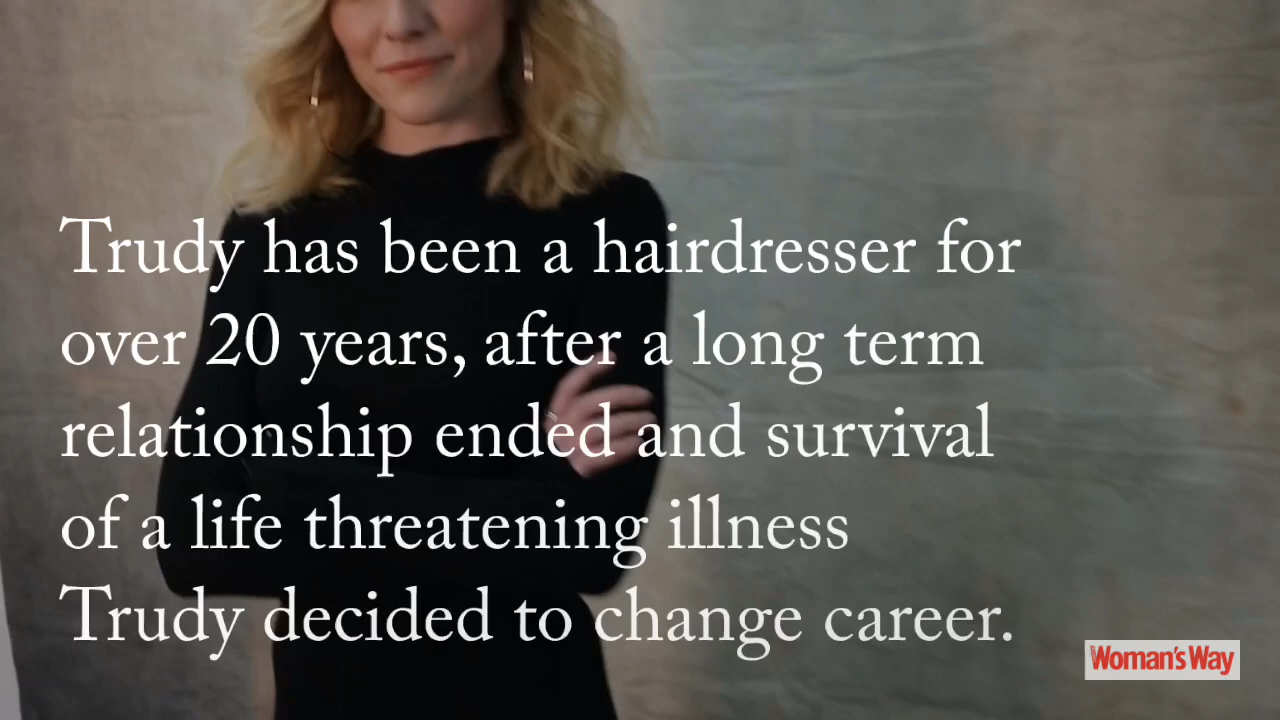 Trudy has been a hairdresser for
over 20 years, after a long term
relationship ended and survival
of a life threatening illness
Trudy decided to change career.
Woman's Way